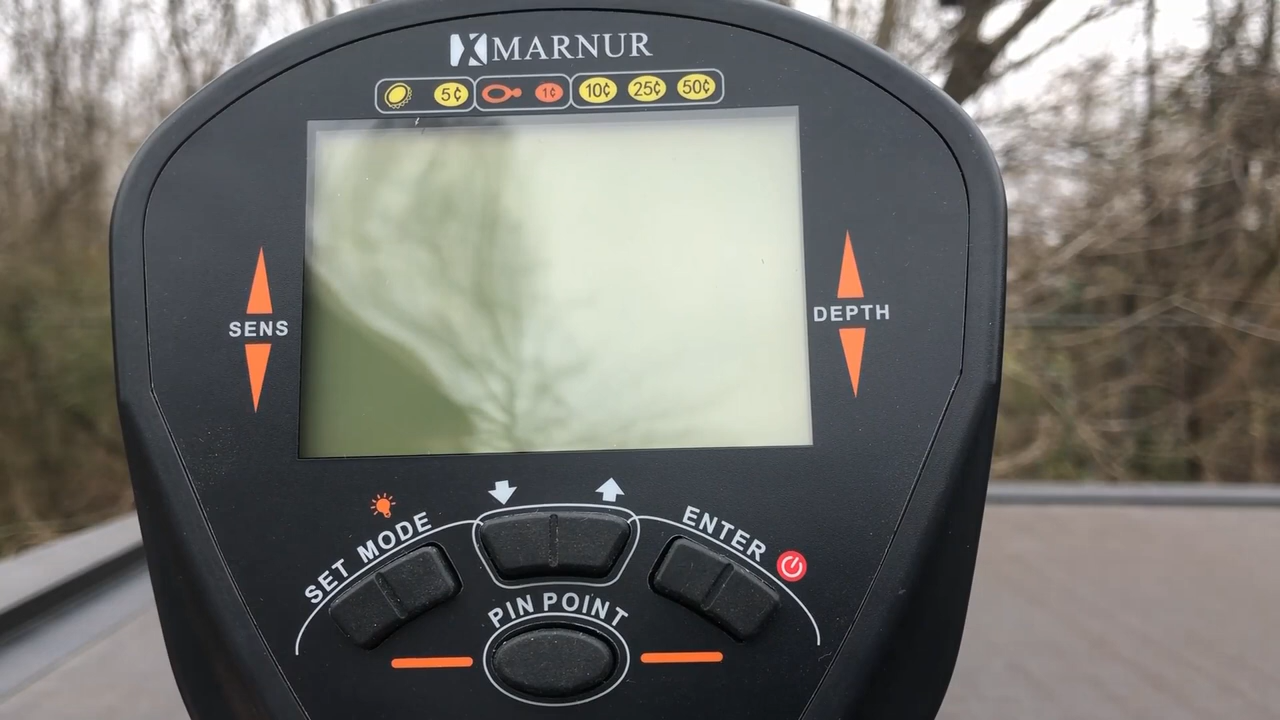 MARNUR
5¢ 1¢ 10¢ 25¢ 50¢
SENS
DEPTH
SET MODE
ENTER
PIN POINT